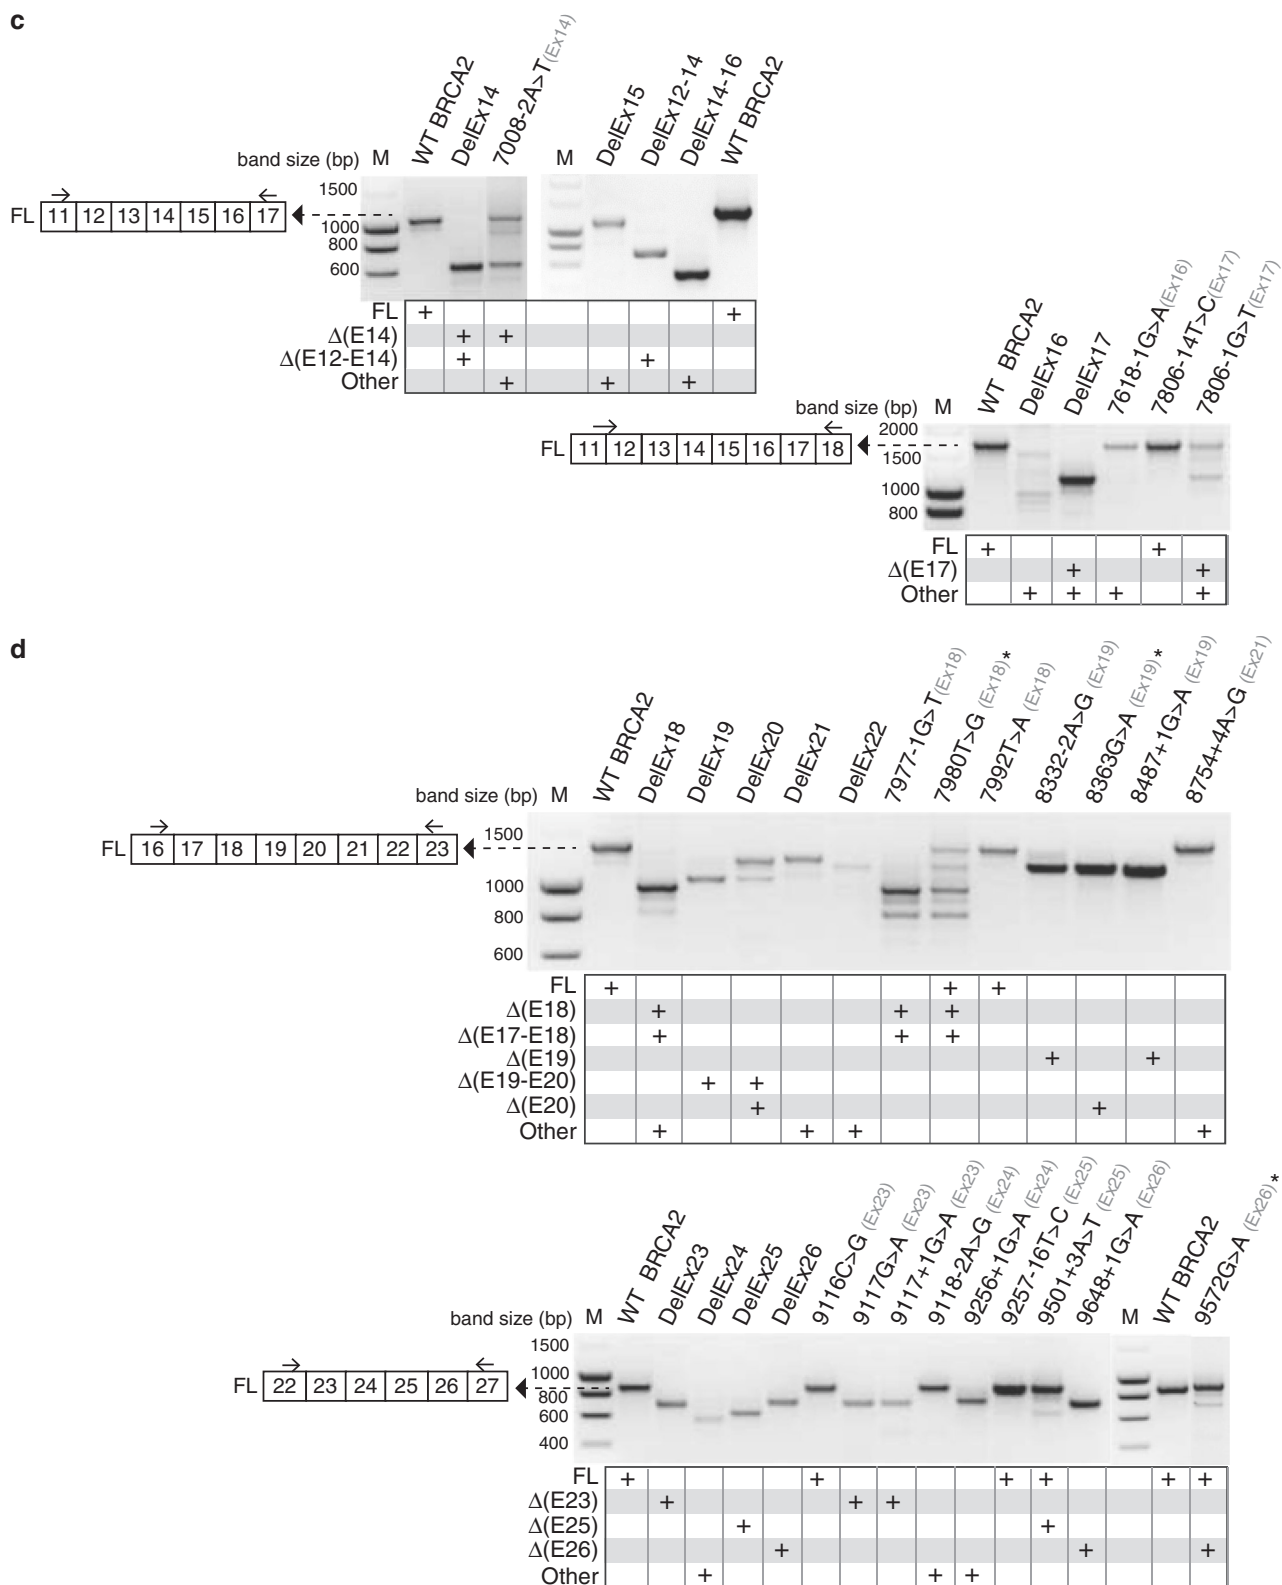 c
WT BRCA2
DelEx14
7008-2A>T(Ex14)
DelEx15
DelEx12-14
DelEx14-16
WT BRCA2
band size (bp) M
M
1500
1000
800
600
FL 11 12 13 14 15 16 17
FL + +
Δ(E14) + +
Δ(E12-E14) + +
Other + + +
WT BRCA2
DelEx16
DelEx17
7618-1G>A(Ex16)
7806-14T>C(Ex17)
7806-1G>T(Ex17)
band size (bp) M
2000
1500
1000
800
FL 11 12 13 14 15 16 17 18
FL + +
Δ(E17) + +
Other + + + +
d
WT BRCA2
DelEx18
DelEx19
DelEx20
DelEx21
DelEx22
7977-1G>T(Ex18)
7980T>G (Ex18)*
7992T>A (Ex18)
8332-2A>G (Ex19)
8363G>A (Ex19)*
8487+1G>A (Ex19)
8754+4A>G (Ex21)
band size (bp) M
1500
1000
800
600
FL 16 17 18 19 20 21 22 23
FL + + +
Δ(E18) + + +
Δ(E17-E18) + + +
Δ(E19) + +
Δ(E19-E20) + +
Δ(E20) + +
Other + + + +
WT BRCA2
DelEx23
DelEx24
DelEx25
DelEx26
9116C>G (Ex23)
9117G>A (Ex23)
9117+1G>A (Ex23)
9118-2A>G (Ex24)
9256+1G>A (Ex24)
9257-16T>C (Ex25)
9501+3A>T (Ex25)
9648+1G>A (Ex26)
WT BRCA2
9572G>A (Ex26)*
band size (bp) M
M
1500
1000
800
600
400
FL 22 23 24 25 26 27
FL + + + + + +
Δ(E23) + + +
Δ(E25) + +
Δ(E26) + + +
Other + + +